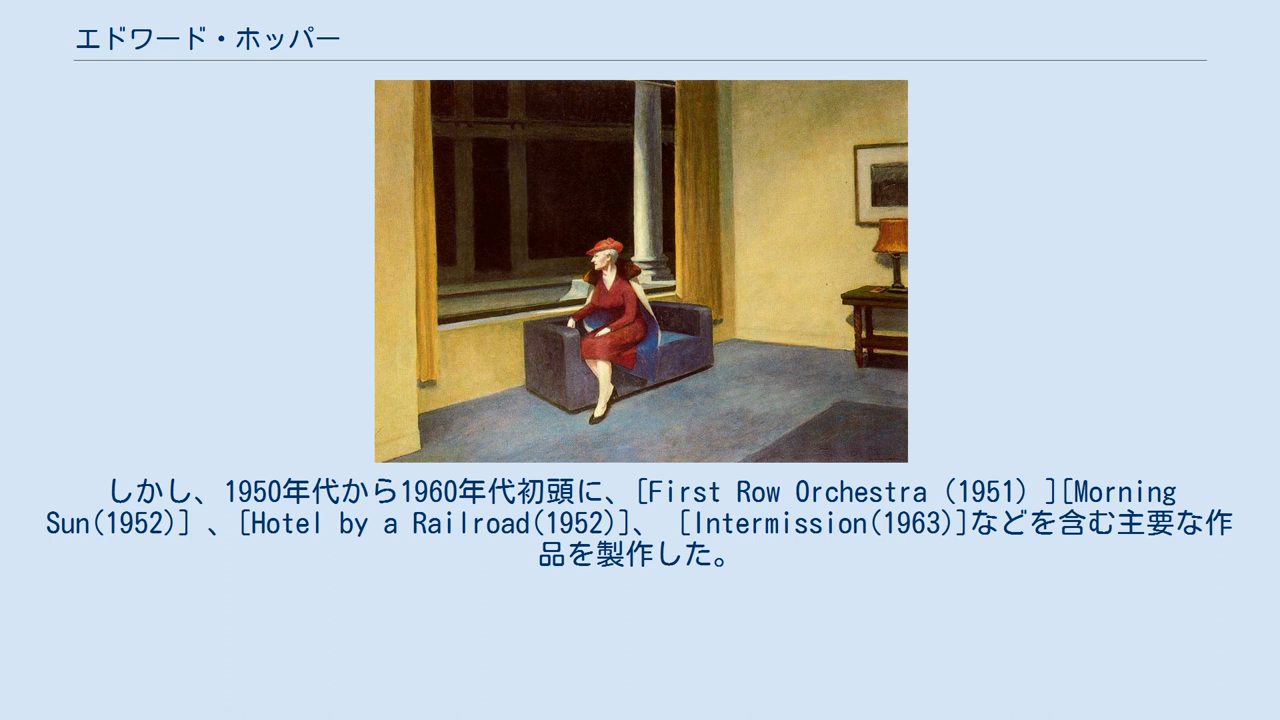 エドワード・ホッパー
しかし、1950年代から1960年代初頭に、[First Row Orchestra (1951) ][Morning
Sun(1952)] 、[Hotel by a Railroad(1952)]、 [Intermission(1963)]などを含む主要な作
品を製作した。